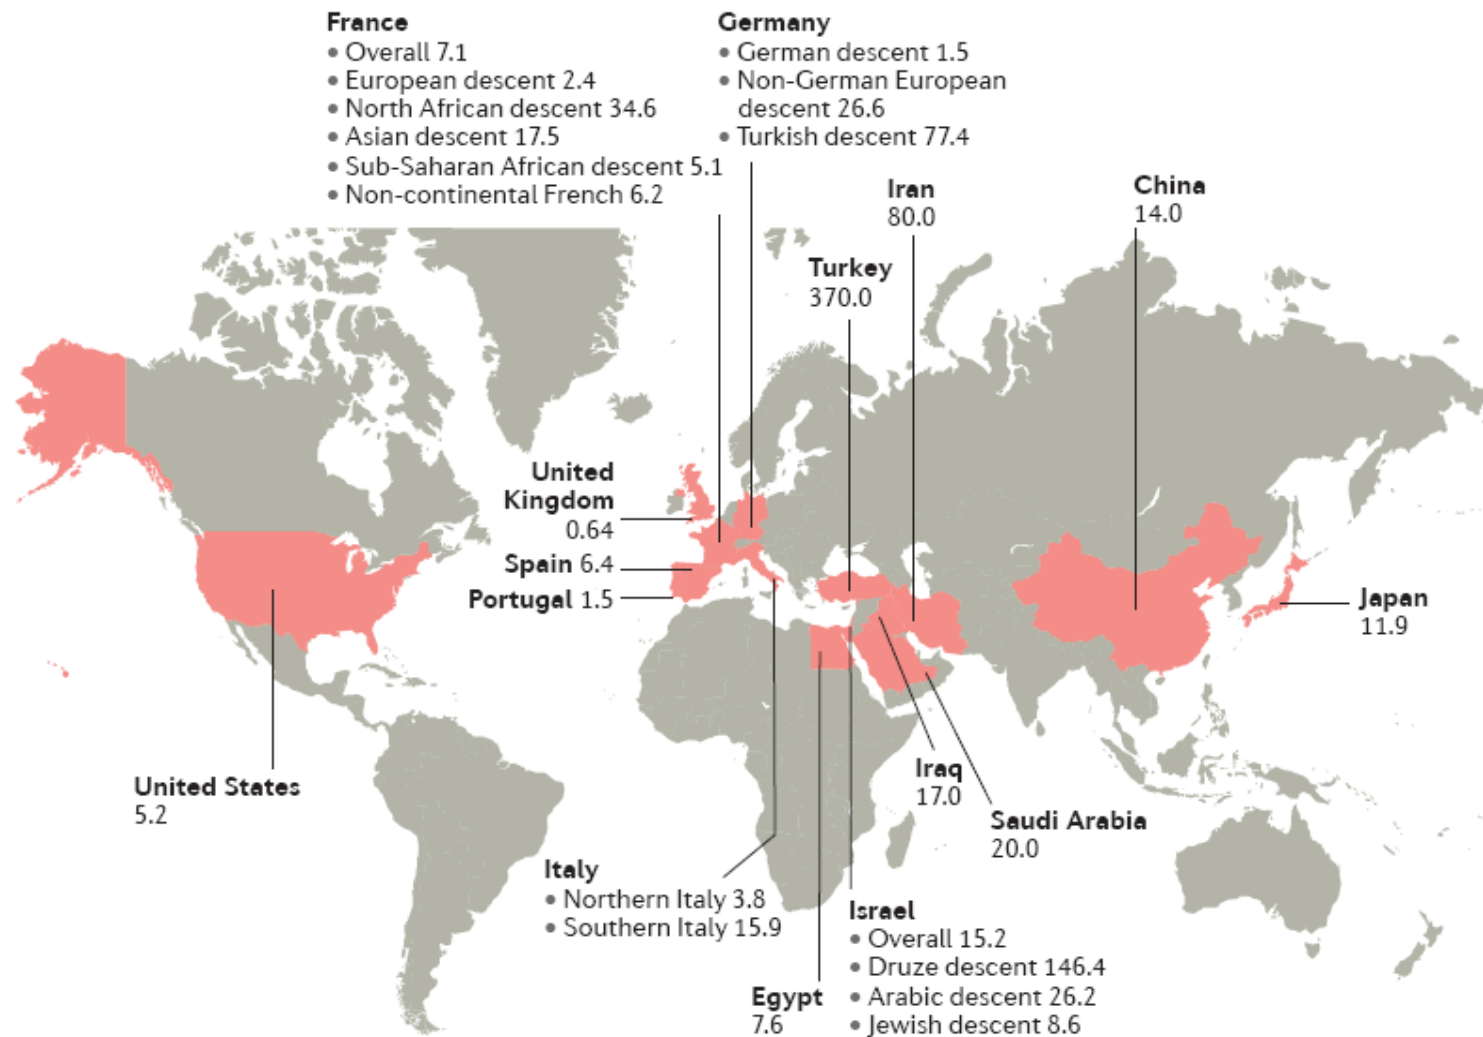 France
• Overall 7.1
• European descent 2.4
• North African descent 34.6
• Asian descent 17.5
• Sub-Saharan African descent 5.1
• Non-continental French 6.2
Germany
• German descent 1.5
• Non-German European
descent 26.6
• Turkish descent 77.4
Iran
80.0
China
14.0
Turkey
370.0
United
Kingdom
0.64
Spain 6.4
Portugal 1.5
Japan
11.9
United States
5.2
Iraq
17.0
Saudi Arabia
20.0
Italy
• Northern Italy 3.8
• Southern Italy 15.9
Israel
• Overall 15.2
• Druze descent 146.4
• Arabic descent 26.2
• Jewish descent 8.6
Egypt
7.6